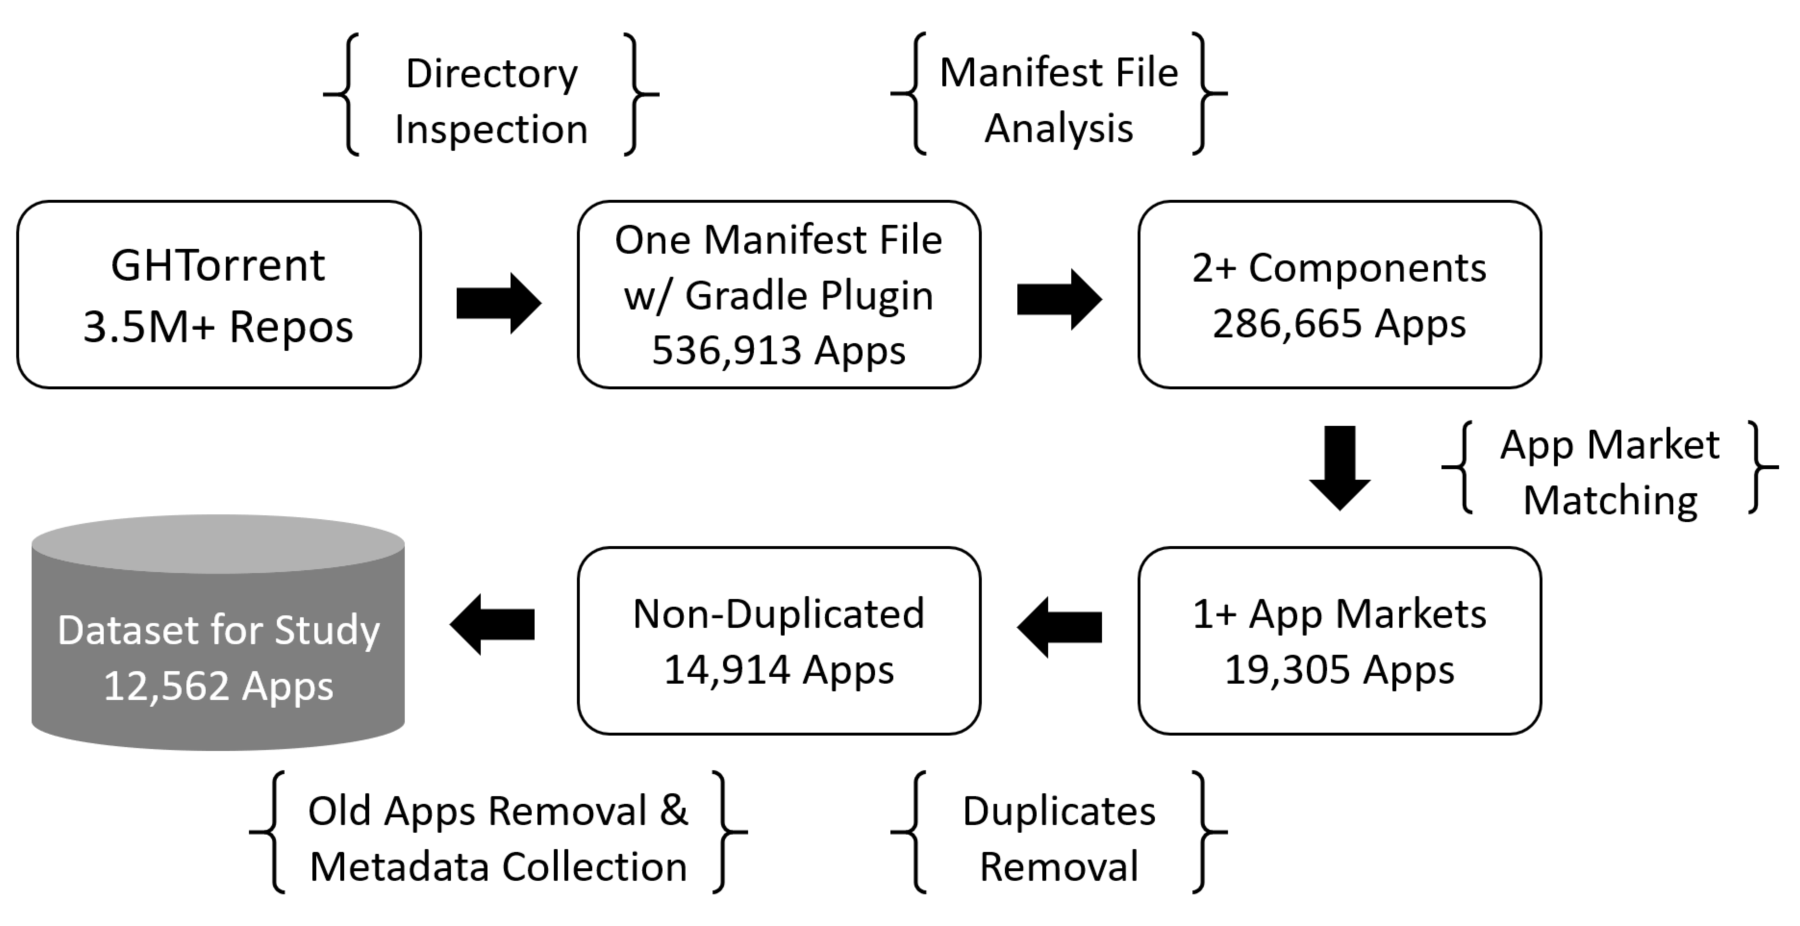 Directory
Inspection
Manifest File
Analysis
GHTorrent
3.5M+ Repos
One Manifest File
w/ Gradle Plugin
536,913 Apps
2+ Components
286,665 Apps
App Market
Matching
1+ App Markets
19,305 Apps
Non-Duplicated
14,914 Apps
Dataset for Study
12,562 Apps
Old Apps Removal &
Metadata Collection
Duplicates
Removal